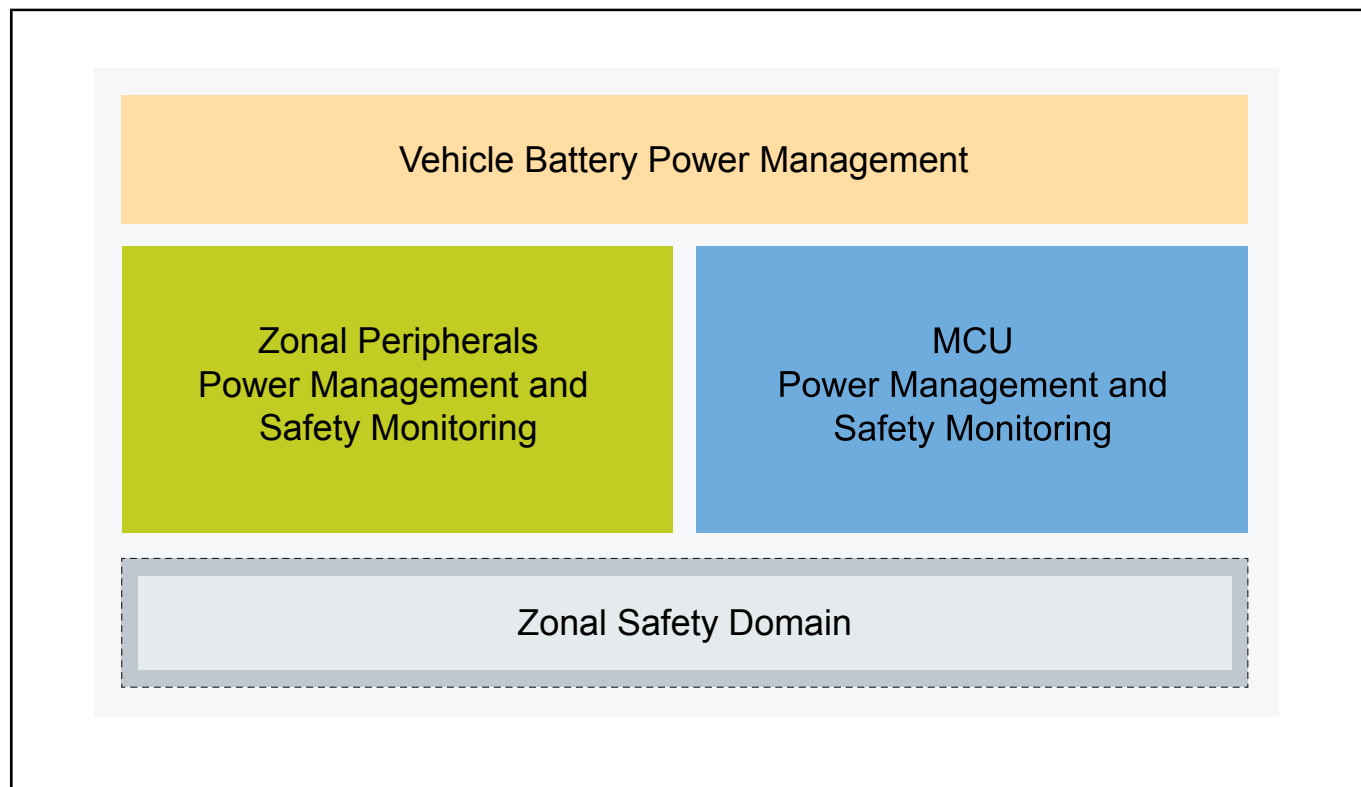 Vehicle Battery Power Management
Zonal Peripherals
Power Management and
Safety Monitoring
MCU
Power Management and
Safety Monitoring
Zonal Safety Domain